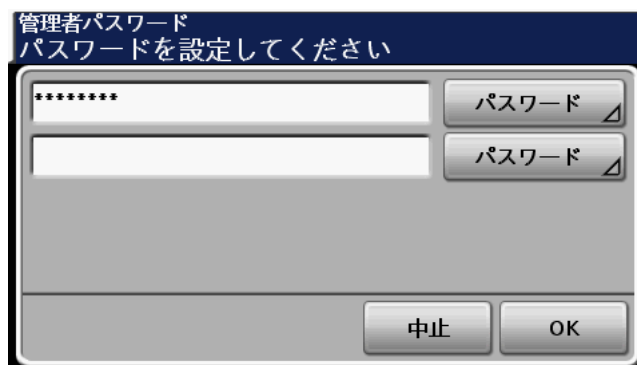 管理者パスワード
パスワードを設定してください
******** パスワード
パスワード
中止 OK